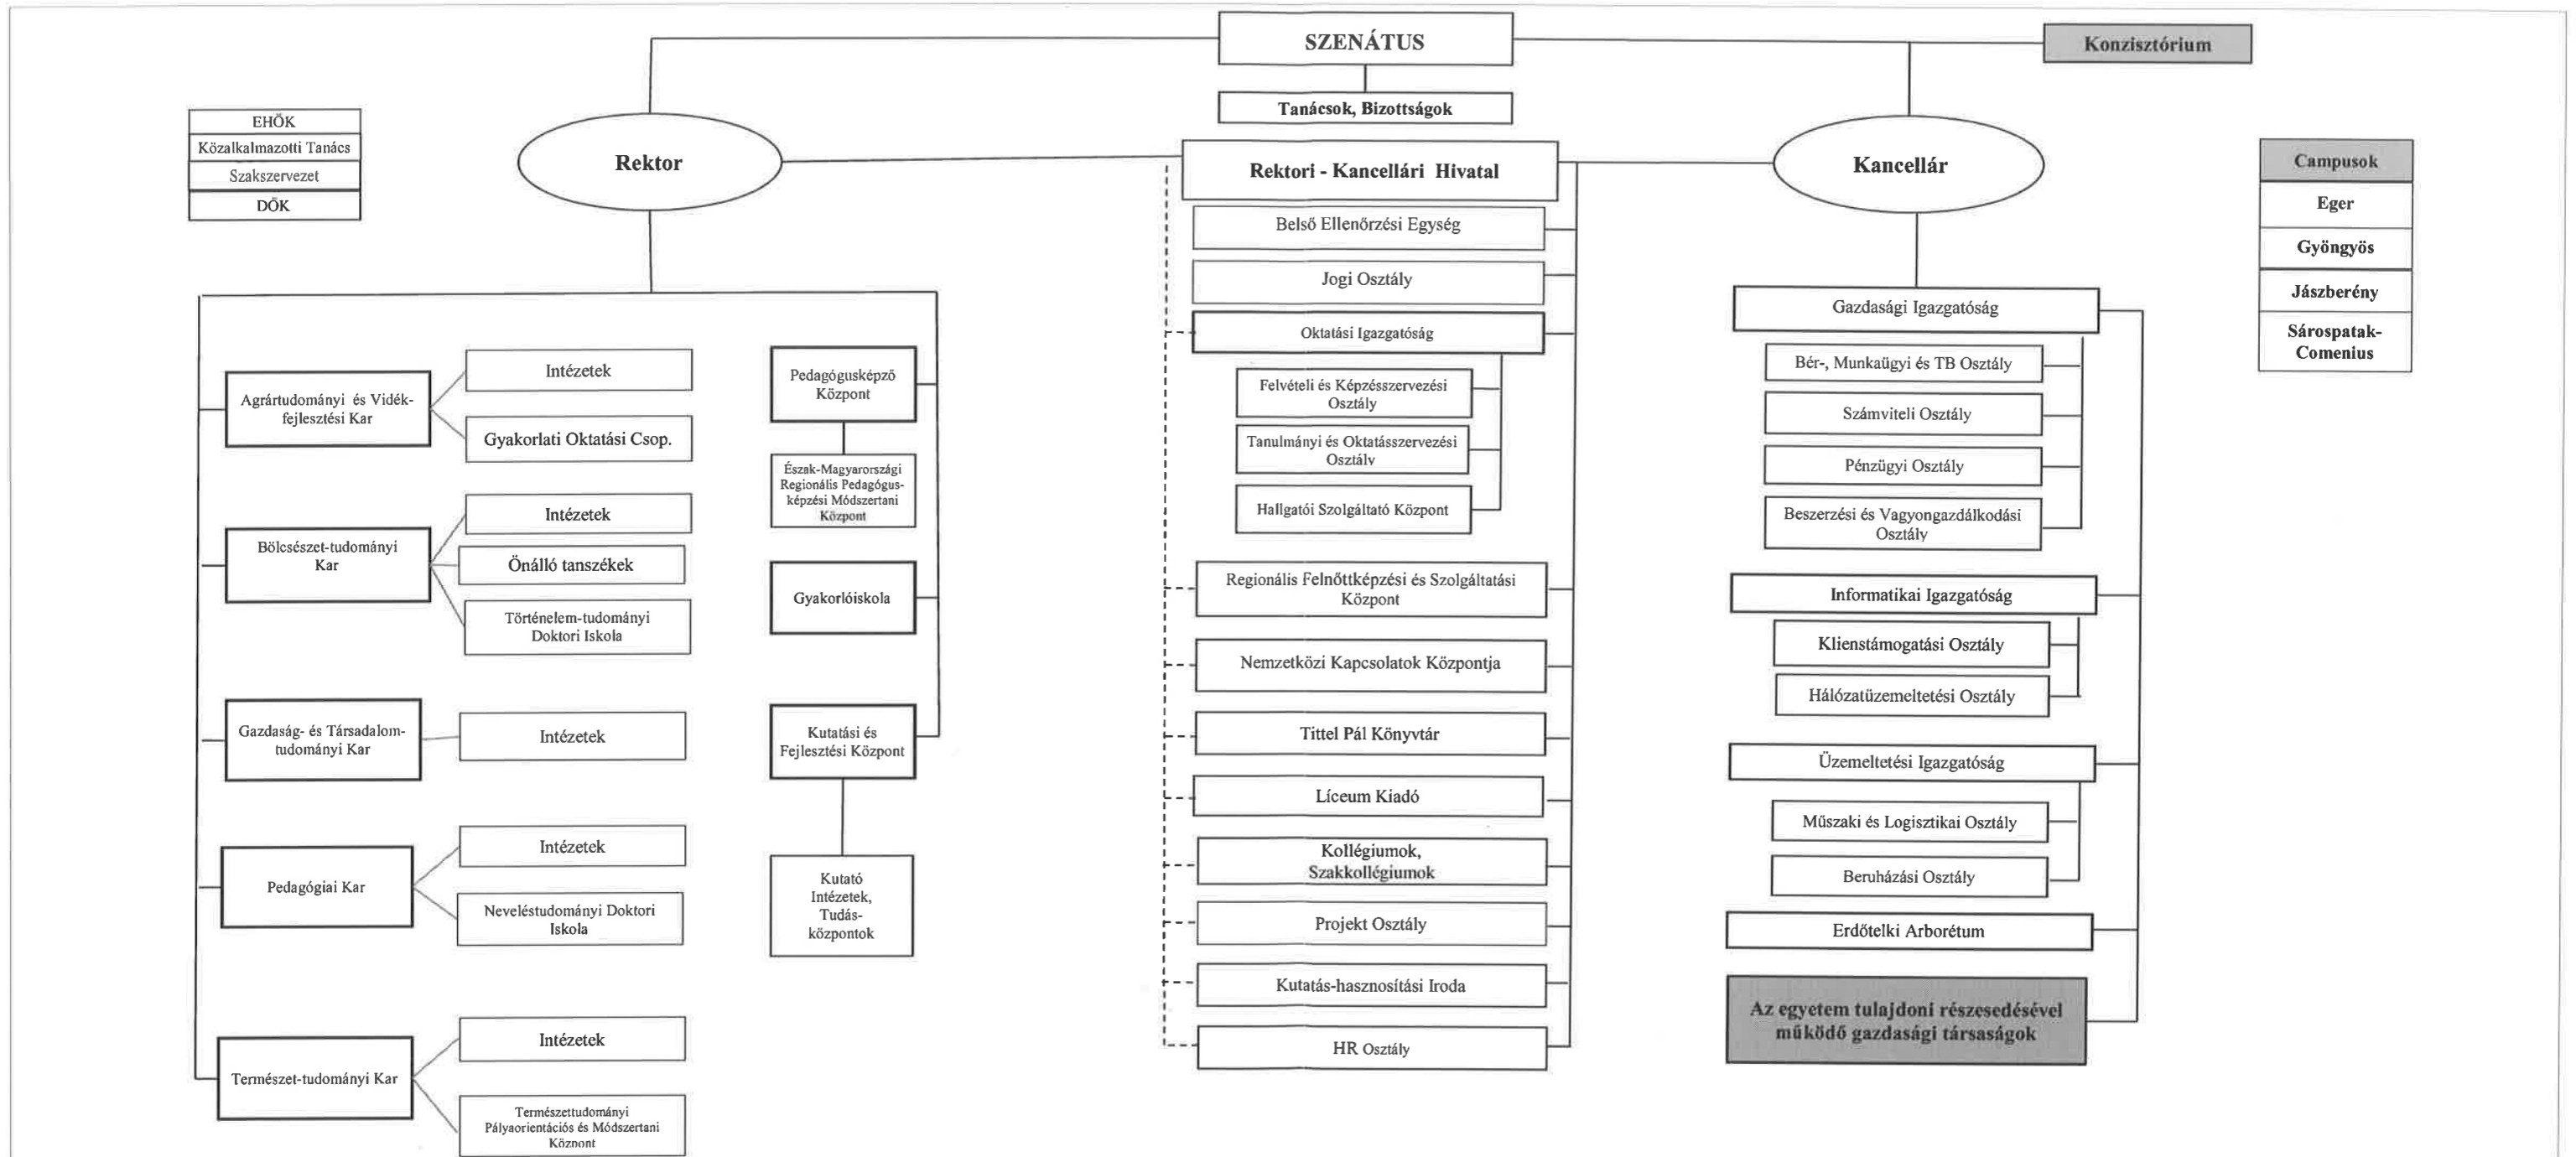 SZENÁTUS
Konzisztórium
Tanácsok, Bizottságok
EHÖK
Közalkalmazotti Tanács
Szakszervezet
DÖK
Rektor
Rektori - Kancellári Hivatal
Kancellár
Campusok
Eger
Gyöngyös
Jászberény
Sárospatak-
Comenius
Agrártudományi és Vidék-
fejlesztési Kar
Intézetek
Gyakorlati Oktatási Csop.
Bölcsészet-tudományi
Kar
Intézetek
Önálló tanszékek
Történelem-tudományi
Doktori Iskola
Gazdaság- és Társadalom-
tudományi Kar
Intézetek
Pedagógiai Kar
Intézetek
Neveléstudományi Doktori
Iskola
Természet-tudományi Kar
Intézetek
Természettudományi
Pályaorientációs és Módszertani
Központ
Pedagógusképző
Központ
Észak-Magyarországi
Regionális Pedagógus-
képzési Módszertani
Központ
Gyakorlóiskola
Kutatási és
Fejlesztési Központ
Kutató
Intézetek,
Tudás-
központok
Belső Ellenőrzési Egység
Jogi Osztály
Oktatási Igazgatóság
Felvételi és Képzésszervezési
Osztály
Tanulmányi és Oktatásszervezési
Osztály
Hallgatói Szolgáltató Központ
Regionális Felnőttképzési és Szolgáltatási
Központ
Nemzetközi Kapcsolatok Központja
Tittel Pál Könyvtár
Líceum Kiadó
Kollégiumok,
Szakkollégiumok
Projekt Osztály
Kutatás-hasznosítási Iroda
HR Osztály
Gazdasági Igazgatóság
Bér-, Munkaügyi és TB Osztály
Számviteli Osztály
Pénzügyi Osztály
Beszerzési és Vagyongazdálkodási
Osztály
Informatikai Igazgatóság
Klienstámogatási Osztály
Hálózatüzemeltetési Osztály
Üzemeltetési Igazgatóság
Műszaki és Logisztikai Osztály
Beruházási Osztály
Erdőtelki Arborétum
Az egyetem tulajdoni részesedésével
működő gazdasági társaságok